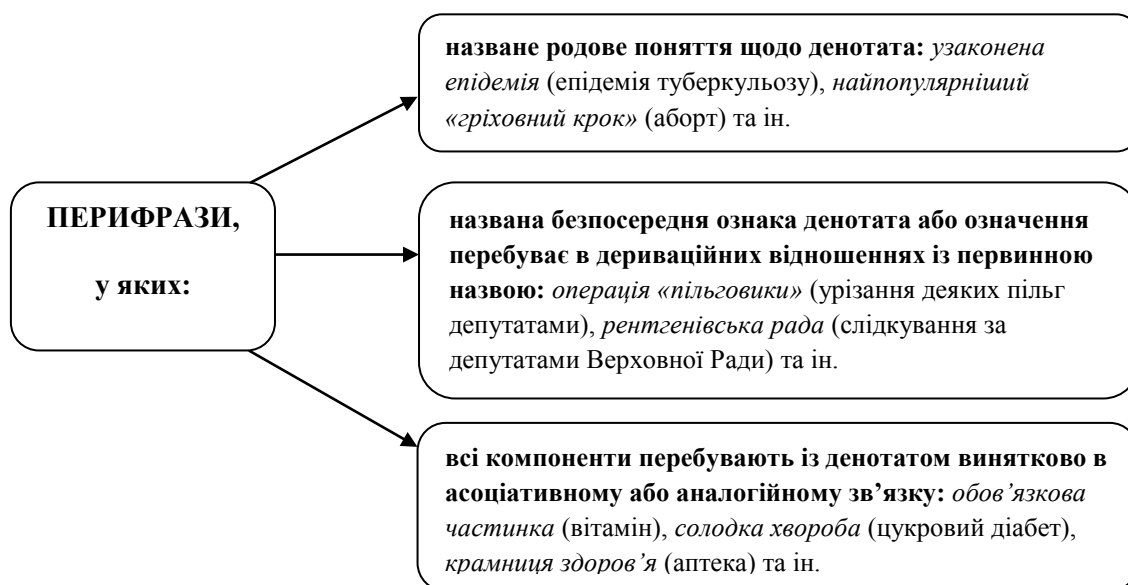 назване родове поняття щодо денотата: узаконена
епідемія (епідемія туберкульозу), найпопулярніший
«гріховний крок» (аборт) та ін.
ПЕРИФРАЗИ,
у яких:
названа безпосередня ознака денотата або означення
перебуває в дериваційних відношеннях із первинною
назвою: операція «пільговики» (урізання деяких пільг
депутатами), рентгенівська рада (слідкування за
депутатами Верховної Ради) та ін.
всі компоненти перебувають із денотатом винятково в
асоціативному або аналогійному зв’язку: обов’язкова
частинка (вітамін), солодка хвороба (цукровий діабет),
крамниця здоров’я (аптека) та ін.